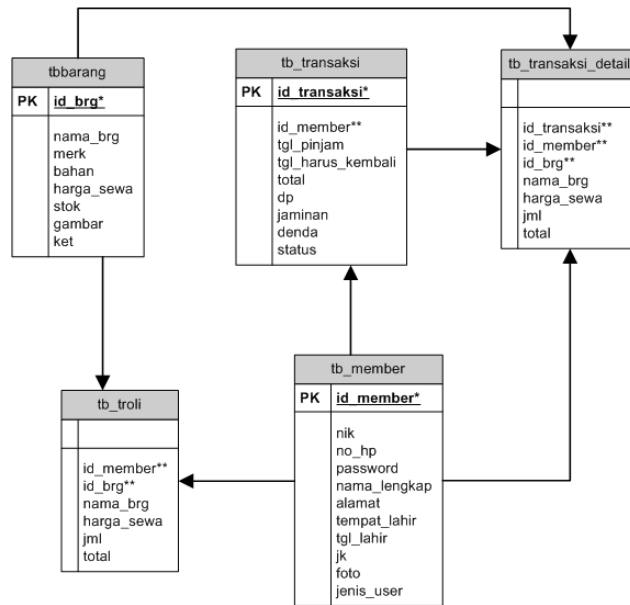 tbbarang
PK id_brg*
nama_brg
merk
bahan
harga_sewa
stok
gambar
ket
tb_transaksi
PK id_transaksi*
id_member**
tgl_pinjam
tgl_harus_kembali
total
dp
jaminan
denda
status
tb_transaksi_detail
id_transaksi**
id_member**
id_brg**
nama_brg
harga_sewa
jml
total
tb_troli
id_member**
id_brg**
nama_brg
harga_sewa
jml
total
tb_member
PK id_member*
nik
no_hp
password
nama_lengkap
alamat
tempat_lahir
tgl_lahir
jk
foto
jenis_user